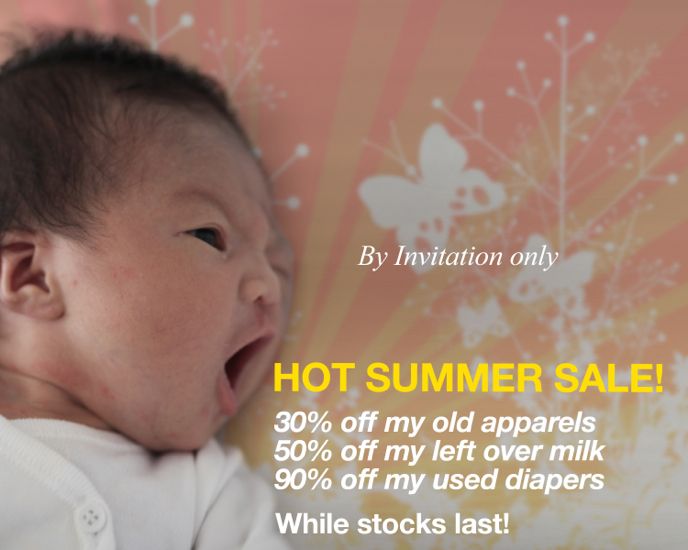 By Invitation only
HOT SUMMER SALE!
30% off my old apparels
50% off my left over milk
90% off my used diapers
While stocks last!